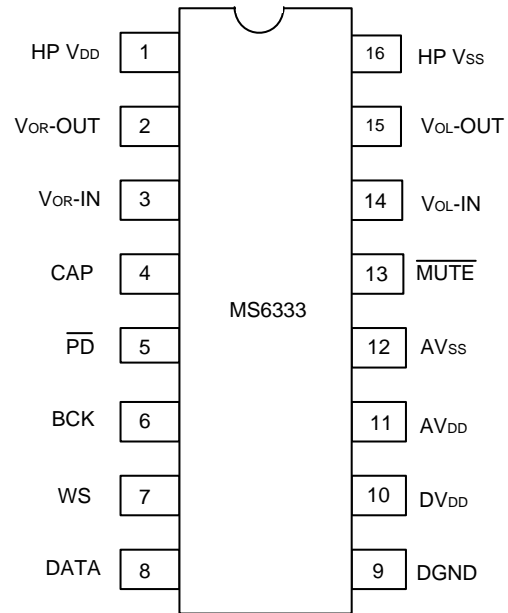 HP VDD 1 16 HP VSS
VOR-OUT 2 15 VOL-OUT
VOR-IN 3 14 VOL-IN
CAP 4 13 MUTE
MS6333
PD 5 12 AVSS
BCK 6 11 AVDD
WS 7 10 DVDD
DATA 8 9 DGND